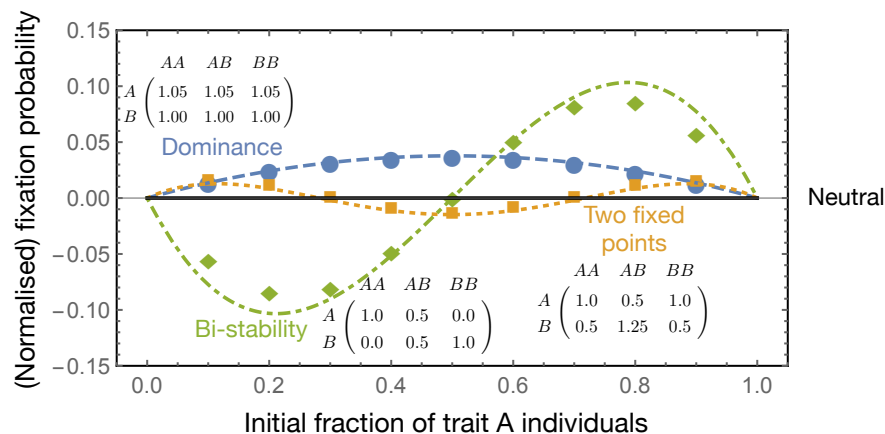 (Normalised) fixation probability
0.15
0.10
0.05
0.00
−0.05
−0.10
−0.15
AA AB BB
A 1.05 1.05 1.05
B 1.00 1.00 1.00
Dominance
Neutral
Two fixed
points
AA AB BB
A 1.0 0.5 1.0
B 0.5 1.25 0.5
AA AB BB
A 1.0 0.5 0.0
B 0.0 0.5 1.0
Bi-stability
0.0 0.2 0.4 0.6 0.8 1.0
Initial fraction of trait A individuals